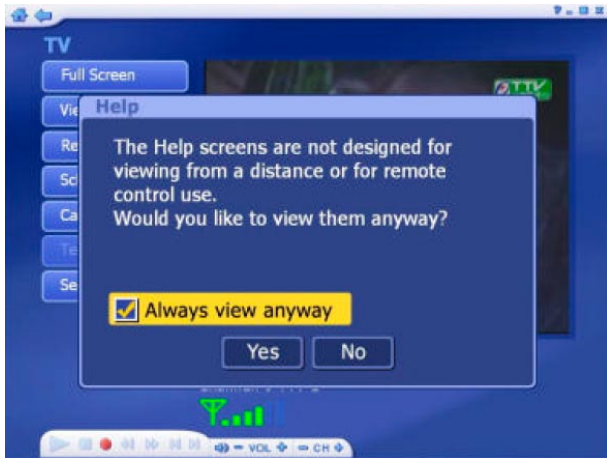 TV
Full Screen
Help
The Help screens are not designed for
viewing from a distance or for remote
control use.
Would you like to view them anyway?
Always view anyway
Yes No
VOL CH